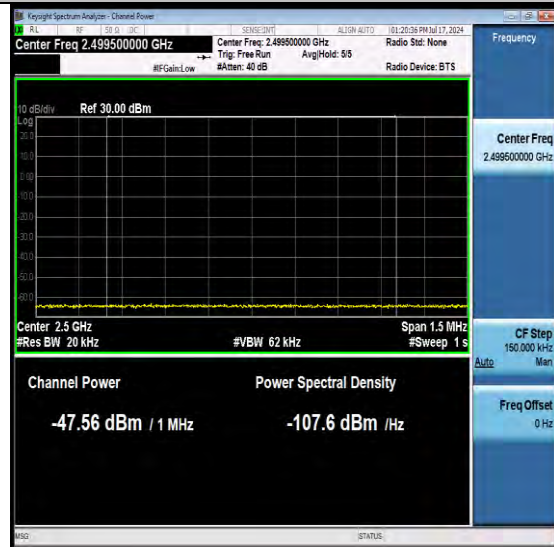 Keysight Spectrum Analyzer - Channel Power
RL RF 50 Ω DC SENSE:INT ALIGN AUTO 01:20:36 PM Jul 17, 2024
Center Freq 2.499500000 GHz
Center Freq: 2.499500000 GHz
Radio Std: None
Trig: Free Run Avg|Hold: 5/5
#IFGain:Low
#Atten: 40 dB
Radio Device: BTS
10 dB/div Ref 30.00 dBm
Log
20.0
10.0
0.00
-10.0
-20.0
-30.0
-40.0
-50.0
-60.0
Center 2.5 GHz
Span 1.5 MHz
#Res BW 20 kHz
#VBW 62 kHz
#Sweep 1 s
Channel Power
Power Spectral Density
-47.56 dBm / 1 MHz
-107.6 dBm /Hz
MSG
STATUS
Frequency
Center Freq
2.499500000 GHz
CF Step
150.000 kHz
Auto Man
Freq Offset
0 Hz